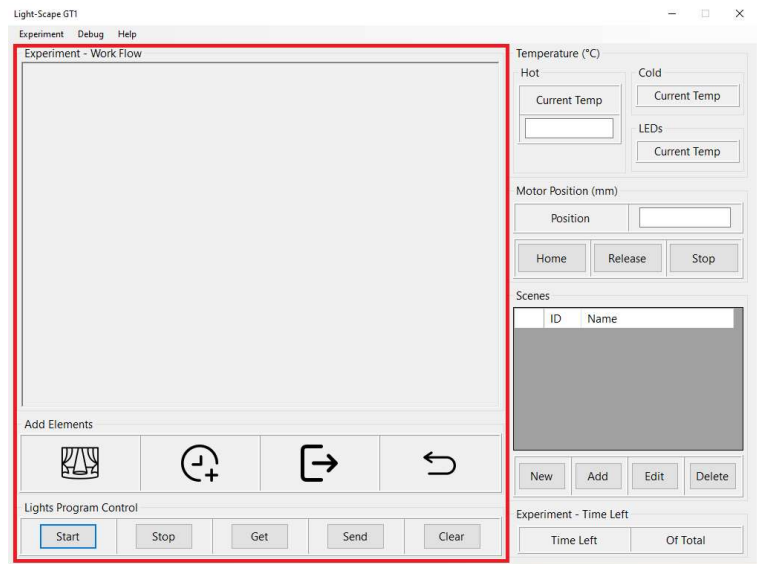 Light-Scape GT1
Experiment Debug Help
Experiment - Work Flow
Add Elements
Lights Program Control
Start Stop Get Send Clear
Temperature (°C)
Hot
Current Temp
Cold
Current Temp
LEDs
Current Temp
Motor Position (mm)
Position
Home Release Stop
Scenes
ID Name
New Add Edit Delete
Experiment - Time Left
Time Left Of Total